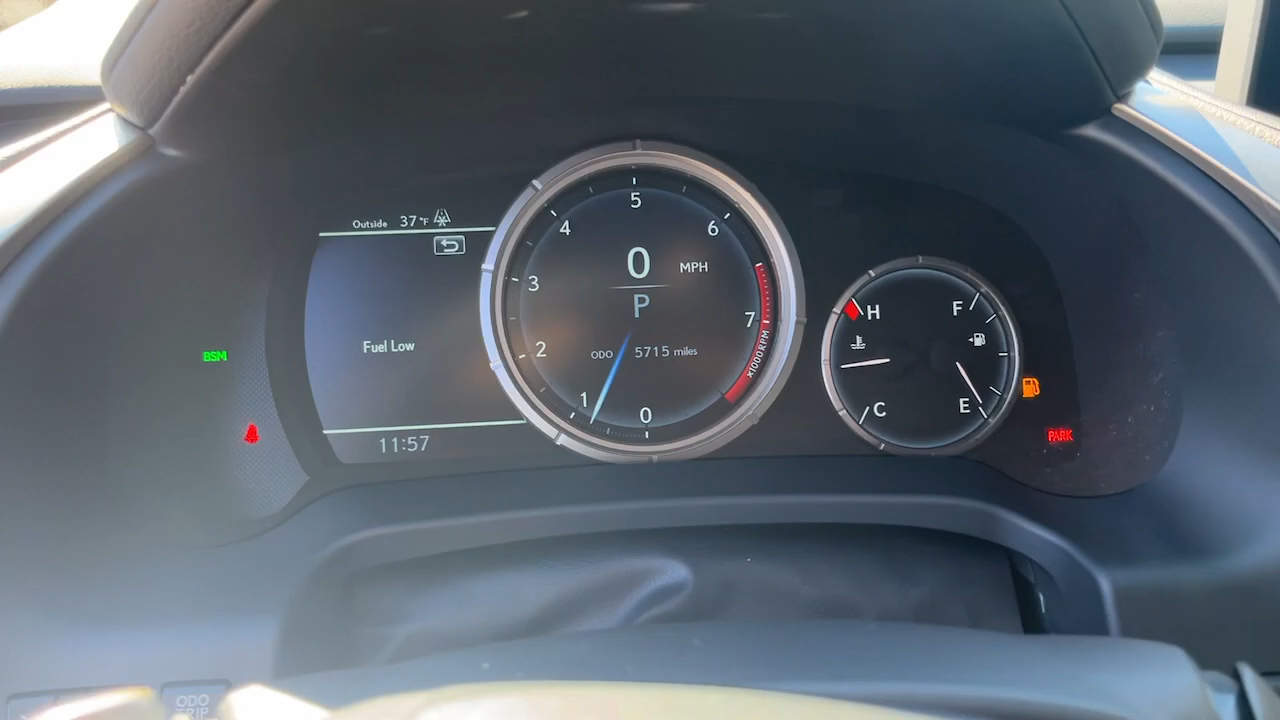 Outside 37°F
Fuel Low
11:57
BSM
0 MPH
P
ODO 5715 miles
0
1
2
3
4
5
6
7
x1000RPM
H
C
F
E
PARK
ODO
TRIP